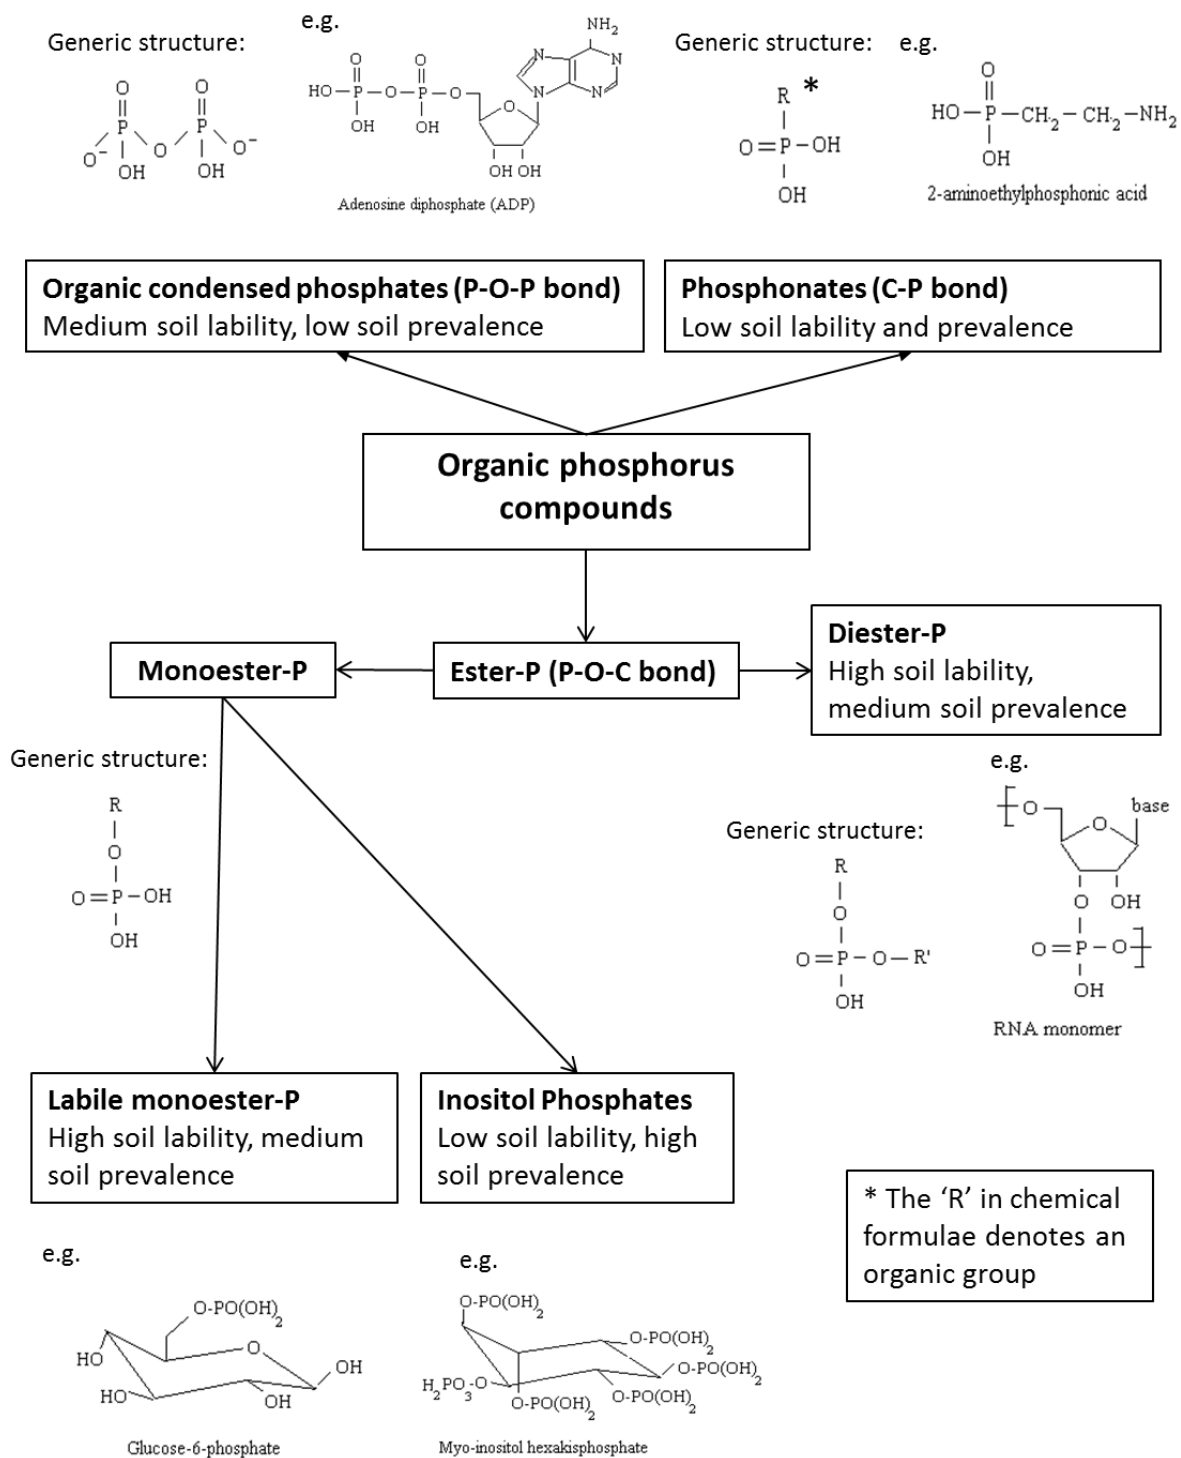 Generic structure:
e.g.
O O
P P
O⁻ O O⁻
OH OH
NH₂
N N
N N
O O
HO—P—O—P—O O
OH OH
OH OH
Adenosine diphosphate (ADP)
Generic structure:
e.g.
R *
O=P–OH
OH
O
HO—P—CH₂—CH₂—NH₂
OH
2-aminoethylphosphonic acid
Organic condensed phosphates (P-O-P bond)
Medium soil lability, low soil prevalence
Phosphonates (C-P bond)
Low soil lability and prevalence
Organic phosphorus
compounds
Monoester-P
Ester-P (P-O-C bond)
Diester-P
High soil lability,
medium soil prevalence
Generic structure:
R
O
O=P–OH
OH
Generic structure:
R
O
O=P–O–R'
OH
e.g.
O O base
O OH
O=P–O
OH
RNA monomer
Labile monoester-P
High soil lability, medium
soil prevalence
Inositol Phosphates
Low soil lability, high
soil prevalence
* The ‘R’ in chemical
formulae denotes an
organic group
e.g.
O-PO(OH)₂
O
HO OH
HO OH
Glucose-6-phosphate
e.g.
O-PO(OH)₂
O-PO(OH)₂
O-PO(OH)₂
H₂PO₃-O
O-PO(OH)₂ O-PO(OH)₂
Myo-inositol hexakisphosphate